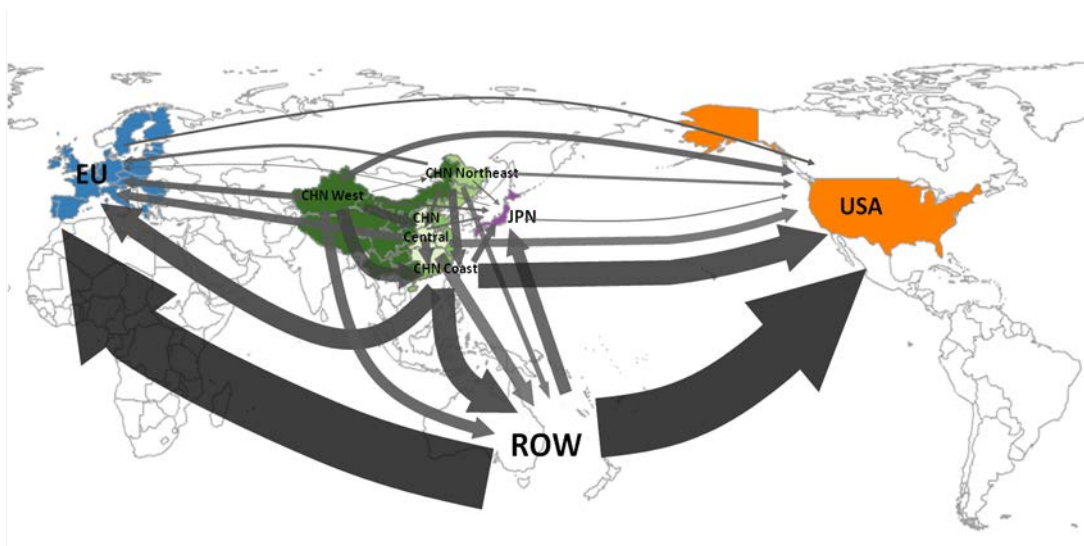 EU
CHN West
CHN Northeast
CHN
Central
JPN
CHN Coast
USA
ROW